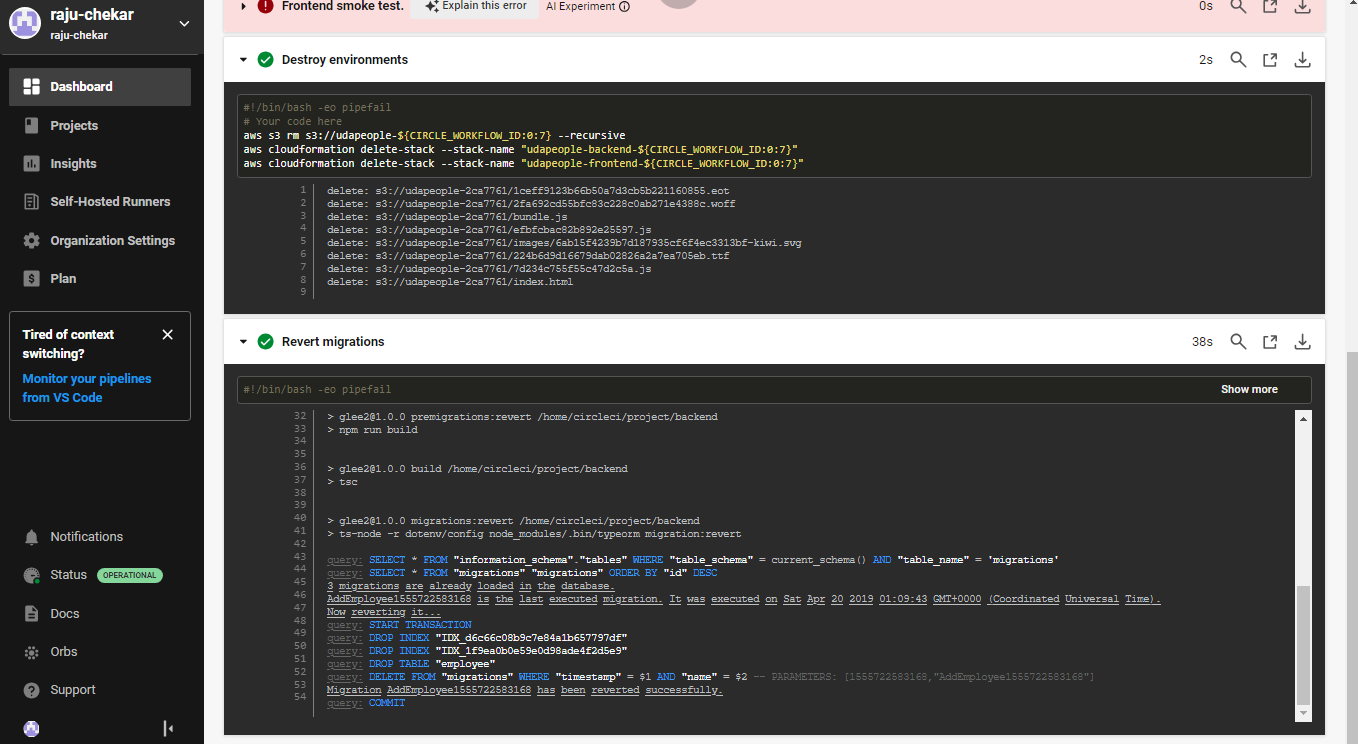 raju-chekar
raju-chekar
Dashboard
Projects
Insights
Self-Hosted Runners
Organization Settings
Plan
Tired of context
switching?
Monitor your pipelines
from VS Code
Notifications
Status OPERATIONAL
Docs
Orbs
Support
Frontend smoke test. Explain this error AI Experiment 0s
Destroy environments 2s
#!/bin/bash -eo pipefail
# Your code here
aws s3 rm s3://udapeople-${CIRCLE_WORKFLOW_ID:0:7} --recursive
aws cloudformation delete-stack --stack-name "udapeople-backend-${CIRCLE_WORKFLOW_ID:0:7}"
aws cloudformation delete-stack --stack-name "udapeople-frontend-${CIRCLE_WORKFLOW_ID:0:7}"
1 delete: s3://udapeople-2ca7761/1ceff9123b66b50a7d3cb5b221160855.eot
2 delete: s3://udapeople-2ca7761/2fa692cd55bfc83c228c0ab271e4388c.woff
3 delete: s3://udapeople-2ca7761/bundle.js
4 delete: s3://udapeople-2ca7761/efbfcbac82b892e25597.js
5 delete: s3://udapeople-2ca7761/images/6ab15f4239b7d187935cf6f4ec3313bf-kiwi.svg
6 delete: s3://udapeople-2ca7761/224b6d9d16679dab02826a2a7ea705eb.ttf
7 delete: s3://udapeople-2ca7761/7d234c755f55c47d2c5a.js
8 delete: s3://udapeople-2ca7761/index.html
9
Revert migrations 38s
#!/bin/bash -eo pipefail Show more
32 > glee2@1.0.0 premigrations:revert /home/circleci/project/backend
33 > npm run build
34
35
36 > glee2@1.0.0 build /home/circleci/project/backend
37 > tsc
38
39
40 > glee2@1.0.0 migrations:revert /home/circleci/project/backend
41 > ts-node -r dotenv/config node_modules/.bin/typeorm migration:revert
42
43 query: SELECT * FROM "information_schema"."tables" WHERE "table_schema" = current_schema() AND "table_name" = 'migrations'
44 query: SELECT * FROM "migrations" "migrations" ORDER BY "id" DESC
45 3 migrations are already loaded in the database.
46 AddEmployee1555722583168 is the last executed migration. It was executed on Sat Apr 20 2019 01:09:43 GMT+0000 (Coordinated Universal Time).
47 Now reverting it...
48 query: START TRANSACTION
49 query: DROP INDEX "IDX_d6c66c08b9c7e84a1b657797df"
50 query: DROP INDEX "IDX_1f9ea0b0e59e0d98ade4f2d5e9"
51 query: DROP TABLE "employee"
52 query: DELETE FROM "migrations" WHERE "timestamp" = $1 AND "name" = $2 -- PARAMETERS: [1555722583168,"AddEmployee1555722583168"]
53 Migration AddEmployee1555722583168 has been reverted successfully.
54 query: COMMIT